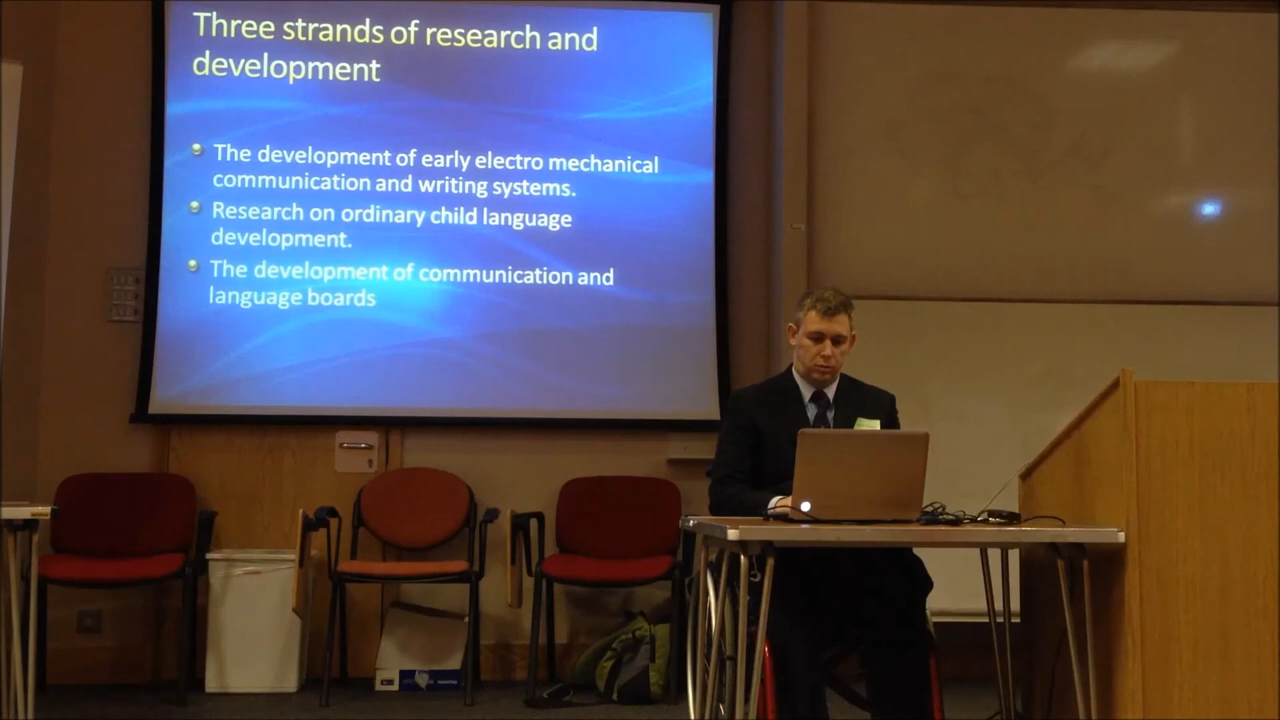 Three strands of research and
development
The development of early electro mechanical
communication and writing systems.
Research on ordinary child language
development.
The development of communication and
language boards